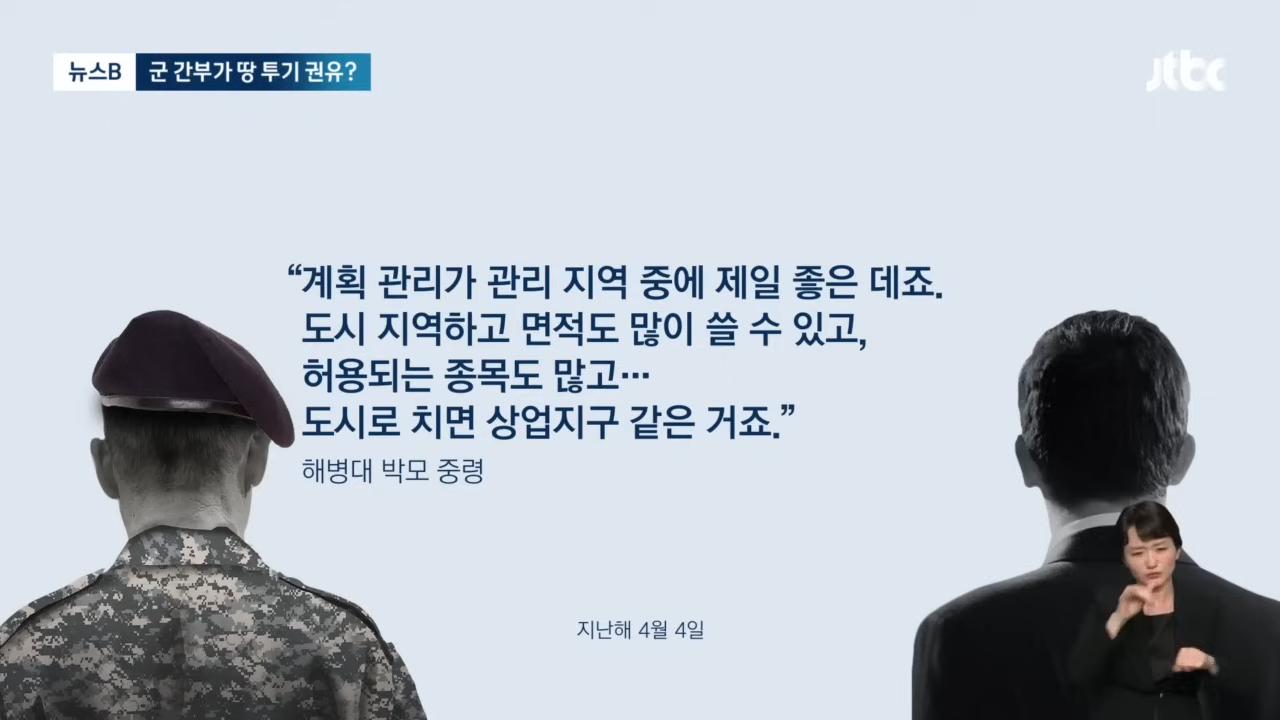 뉴스B 군 간부가 땅 투기 권유?
jtbc
“계획 관리가 관리 지역 중에 제일 좋은 데죠.
도시 지역하고 면적도 많이 쓸 수 있고,
허용되는 종목도 많고…
도시로 치면 상업지구 같은 거죠.”
해병대 박모 중령
지난해 4월 4일